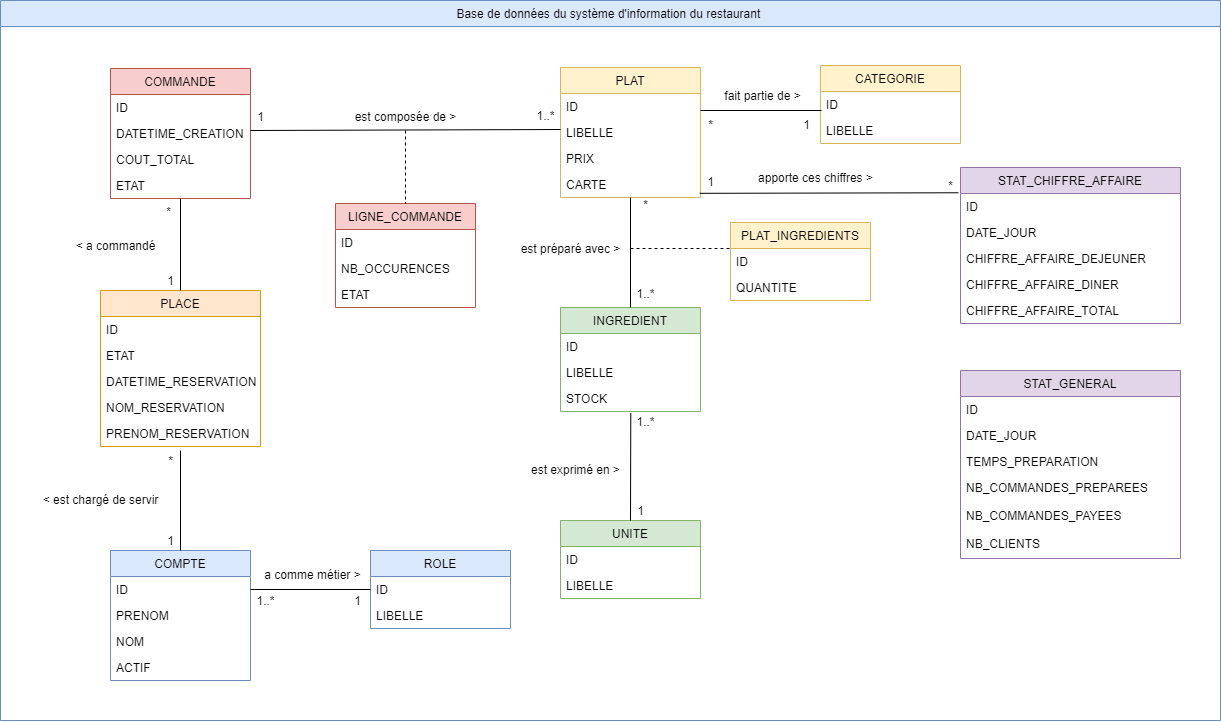 Base de données du système d'information du restaurant
COMMANDE
ID
DATETIME_CREATION
COUT_TOTAL
ETAT
1
est composée de >
1..*
PLAT
ID
LIBELLE
PRIX
CARTE
fait partie de >
*
1
CATEGORIE
ID
LIBELLE
1
apporte ces chiffres >
*
STAT_CHIFFRE_AFFAIRE
ID
DATE_JOUR
CHIFFRE_AFFAIRE_DEJEUNER
CHIFFRE_AFFAIRE_DINER
CHIFFRE_AFFAIRE_TOTAL
LIGNE_COMMANDE
ID
NB_OCCURENCES
ETAT
*
est préparé avec >
1..*
PLAT_INGREDIENTS
ID
QUANTITE
*
< a commandé
1
PLACE
ID
ETAT
DATETIME_RESERVATION
NOM_RESERVATION
PRENOM_RESERVATION
INGREDIENT
ID
LIBELLE
STOCK
1..*
est exprimé en >
1
UNITE
ID
LIBELLE
STAT_GENERAL
ID
DATE_JOUR
TEMPS_PREPARATION
NB_COMMANDES_PREPAREES
NB_COMMANDES_PAYEES
NB_CLIENTS
*
< est chargé de servir
1
COMPTE
ID
PRENOM
NOM
ACTIF
a comme métier >
1..*
1
ROLE
ID
LIBELLE